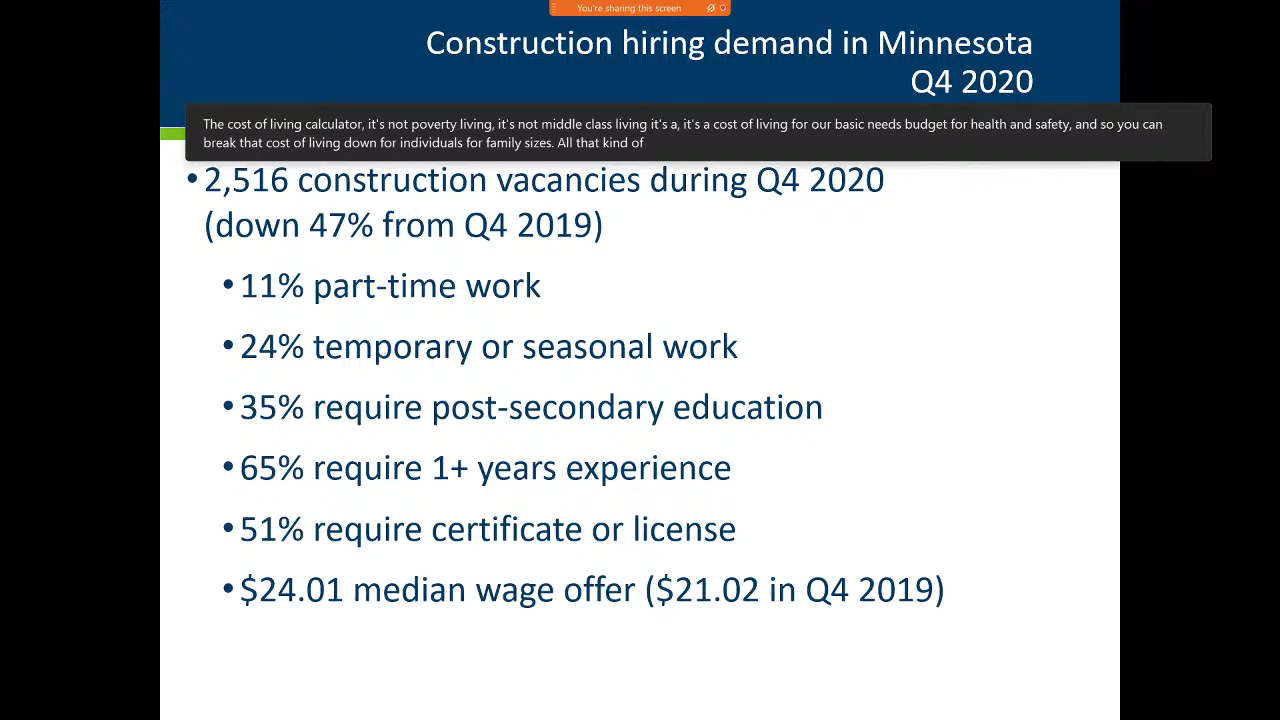 You're sharing this screen
Construction hiring demand in Minnesota
Q4 2020
The cost of living calculator, it's not poverty living, it's not middle class living it's a, it's a cost of living for our basic needs budget for health and safety, and so you can
break that cost of living down for individuals for family sizes. All that kind of
•2,516 construction vacancies during Q4 2020
(down 47% from Q4 2019)
•11% part-time work
•24% temporary or seasonal work
•35% require post-secondary education
•65% require 1+ years experience
•51% require certificate or license
•$24.01 median wage offer ($21.02 in Q4 2019)